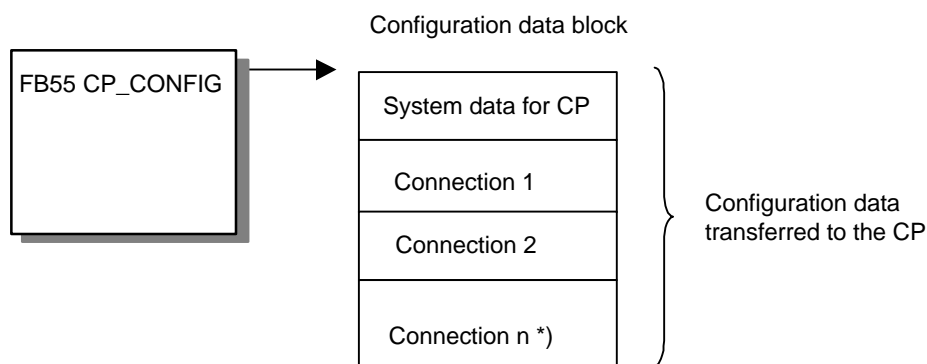 Configuration data block
FB55 CP_CONFIG
System data for CP
Connection 1
Connection 2
Connection n *)
Configuration data
transferred to the CP